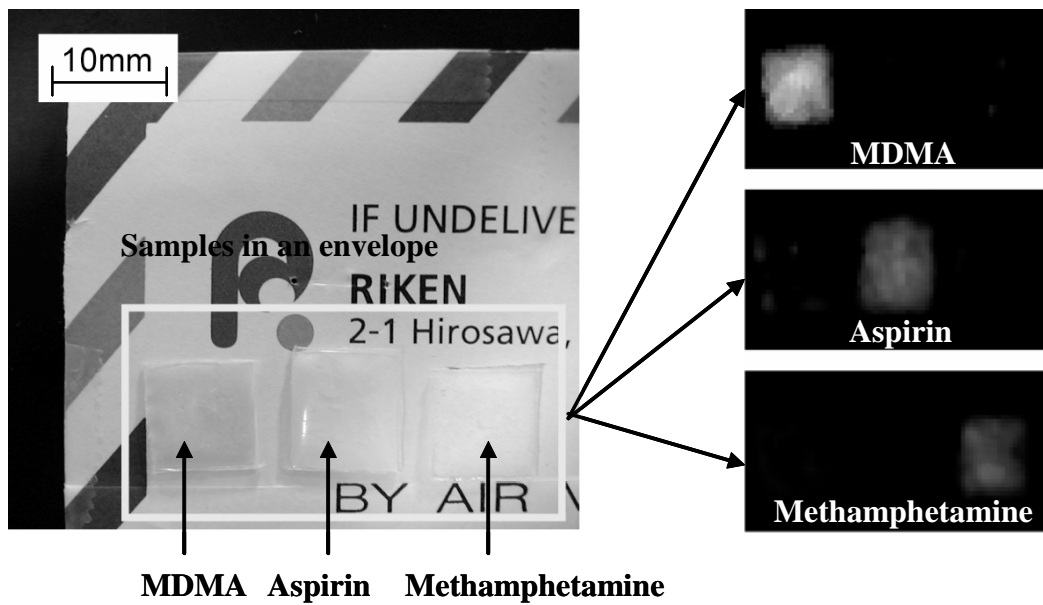 10mm
IF UNDELIVE
Samples in an envelope
RIKEN
2-1 Hirosawa,
BY AIR
MDMA Aspirin Methamphetamine
MDMA
Aspirin
Methamphetamine